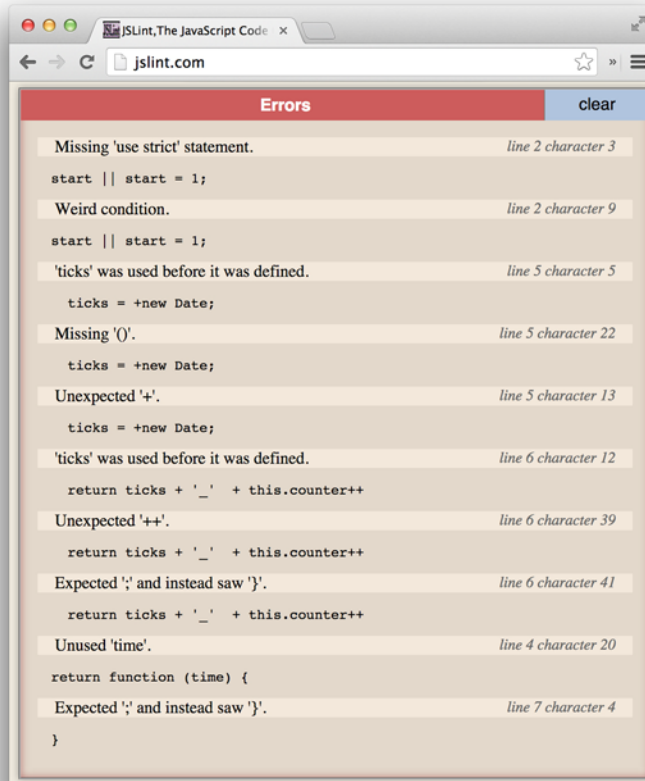 JSLint,The JavaScript Code
jslint.com
Errors clear
Missing 'use strict' statement. line 2 character 3
start || start = 1;
Weird condition. line 2 character 9
start || start = 1;
'ticks' was used before it was defined. line 5 character 5
ticks = +new Date;
Missing '()'. line 5 character 22
ticks = +new Date;
Unexpected '+'. line 5 character 13
ticks = +new Date;
'ticks' was used before it was defined. line 6 character 12
return ticks + '_'  + this.counter++
Unexpected '++'. line 6 character 39
return ticks + '_'  + this.counter++
Expected ';' and instead saw '}'. line 6 character 41
return ticks + '_'  + this.counter++
Unused 'time'. line 4 character 20
return function (time) {
Expected ';' and instead saw '}'. line 7 character 4
}